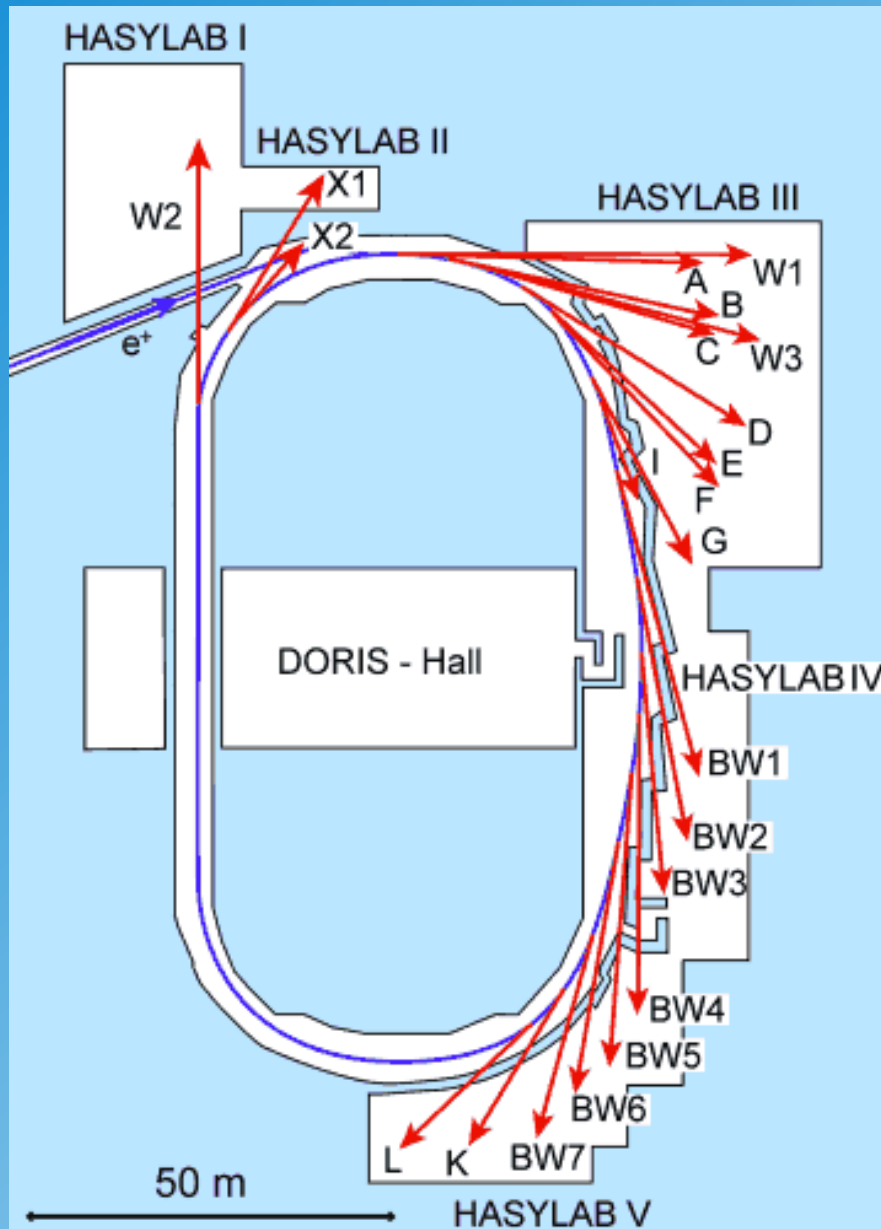 HASYLAB I
HASYLAB II
X1
W2
HASYLAB III
X2
W1
A
B
e⁺
C
W3
D
I
E
F
G
DORIS - Hall
HASYLAB IV
BW1
BW2
BW3
BW4
BW5
BW6
L
K
BW7
50 m
HASYLAB V